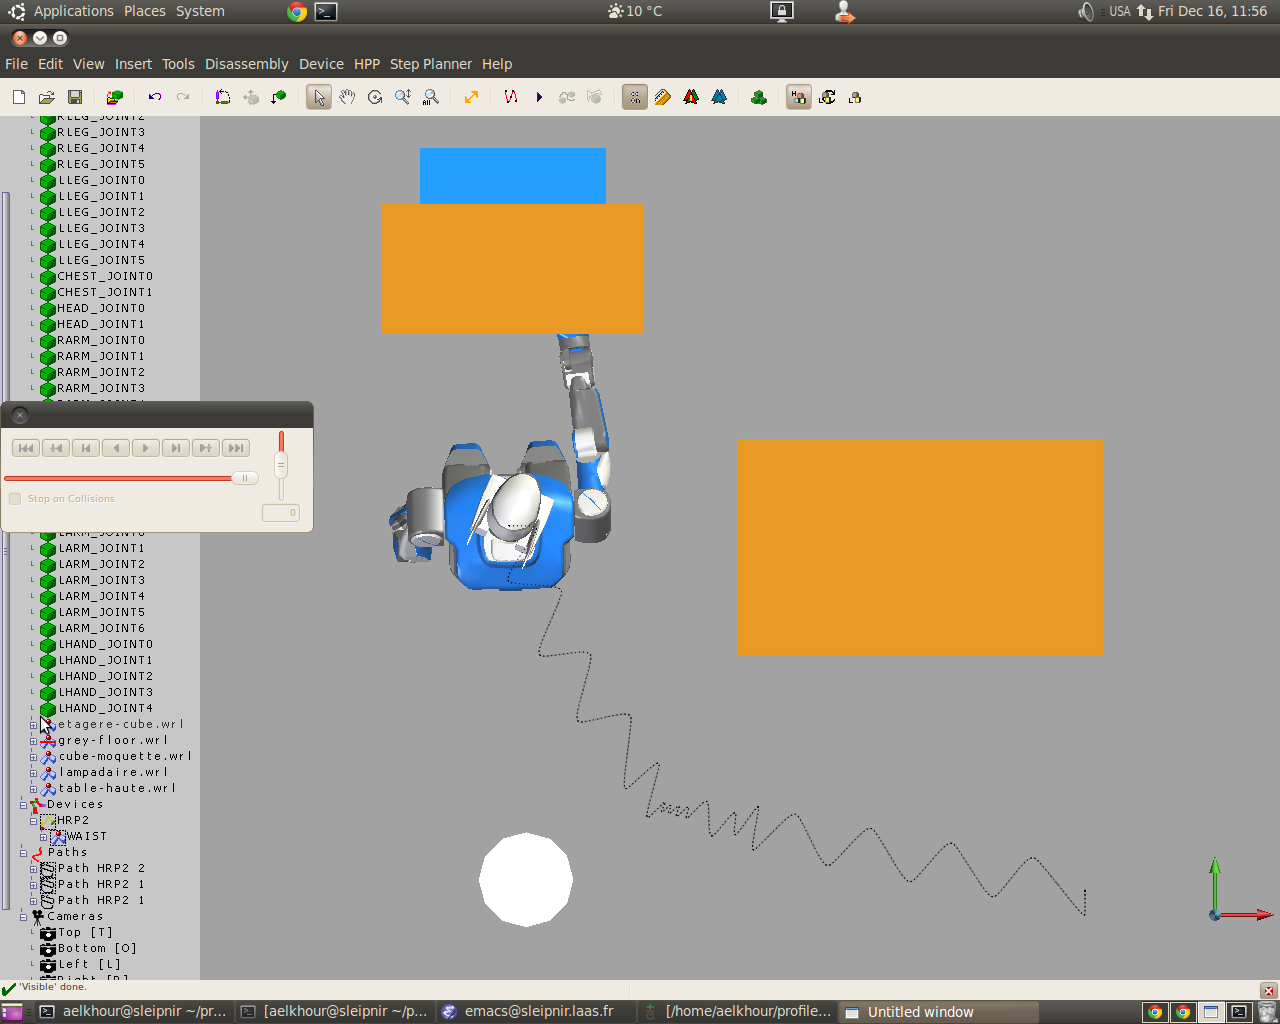 Applications Places System 10 °C USA Fri Dec 16, 11:56
File Edit View Insert Tools Disassembly Device HPP Step Planner Help
RLEG_JOINT2
RLEG_JOINT3
RLEG_JOINT4
RLEG_JOINT5
LLEG_JOINT0
LLEG_JOINT1
LLEG_JOINT2
LLEG_JOINT3
LLEG_JOINT4
LLEG_JOINT5
CHEST_JOINT0
CHEST_JOINT1
HEAD_JOINT0
HEAD_JOINT1
RARM_JOINT0
RARM_JOINT1
RARM_JOINT2
RARM_JOINT3
Stop on Collisions
0
LARM_JOINT0
LARM_JOINT1
LARM_JOINT2
LARM_JOINT3
LARM_JOINT4
LARM_JOINT5
LARM_JOINT6
LHAND_JOINT0
LHAND_JOINT1
LHAND_JOINT2
LHAND_JOINT3
LHAND_JOINT4
etagere-cube.wrl
grey-floor.wrl
cube-moquette.wrl
lampadaire.wrl
table-haute.wrl
Devices
HRP2
WAIST
Paths
Path HRP2 2
Path HRP2 1
Path HRP2 1
Cameras
Top [T]
Bottom [O]
Left [L]
Right [R]
'Visible' done.
aelkhour@sleipnir ~/pr... [aelkhour@sleipnir ~/p... emacs@sleipnir.laas.fr [/home/aelkhour/profile... Untitled window